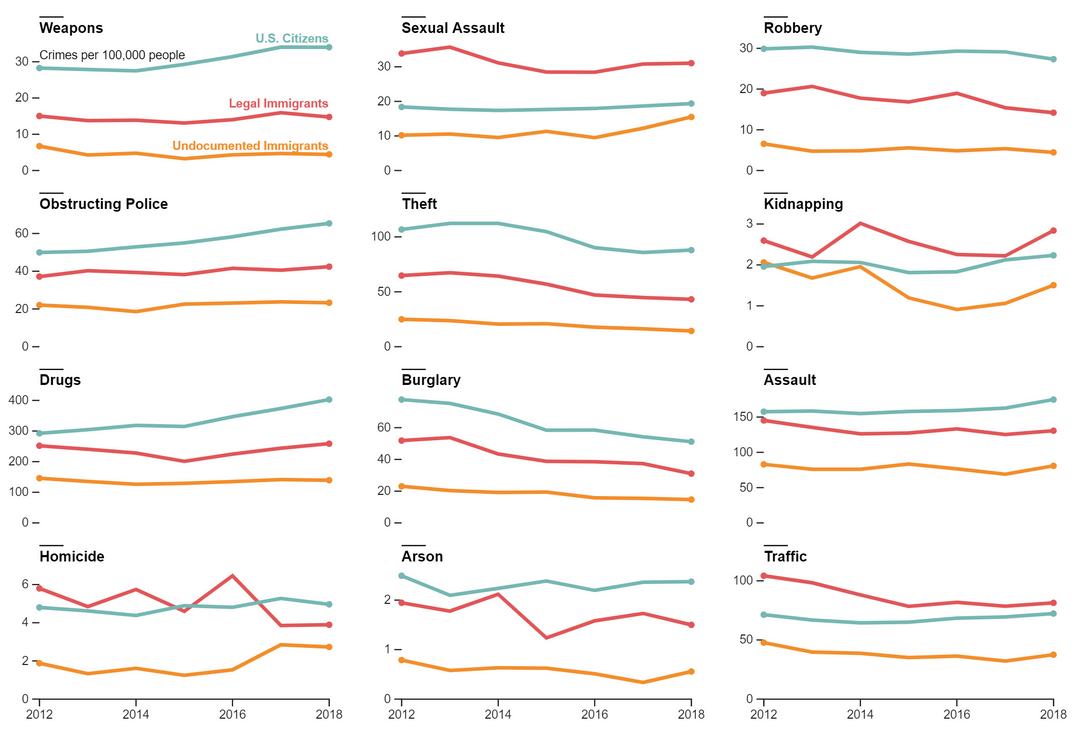 Weapons
Crimes per 100,000 people
U.S. Citizens
Legal Immigrants
Undocumented Immigrants
30
20
10
0
Sexual Assault
30
20
10
0
Robbery
30
20
10
0
Obstructing Police
60
40
20
0
Theft
100
50
0
Kidnapping
3
2
1
0
Drugs
400
300
200
100
0
Burglary
60
40
20
0
Assault
150
100
50
0
Homicide
6
4
2
0
2012 2014 2016 2018
Arson
2
1
0
2012 2014 2016 2018
Traffic
100
50
0
2012 2014 2016 2018